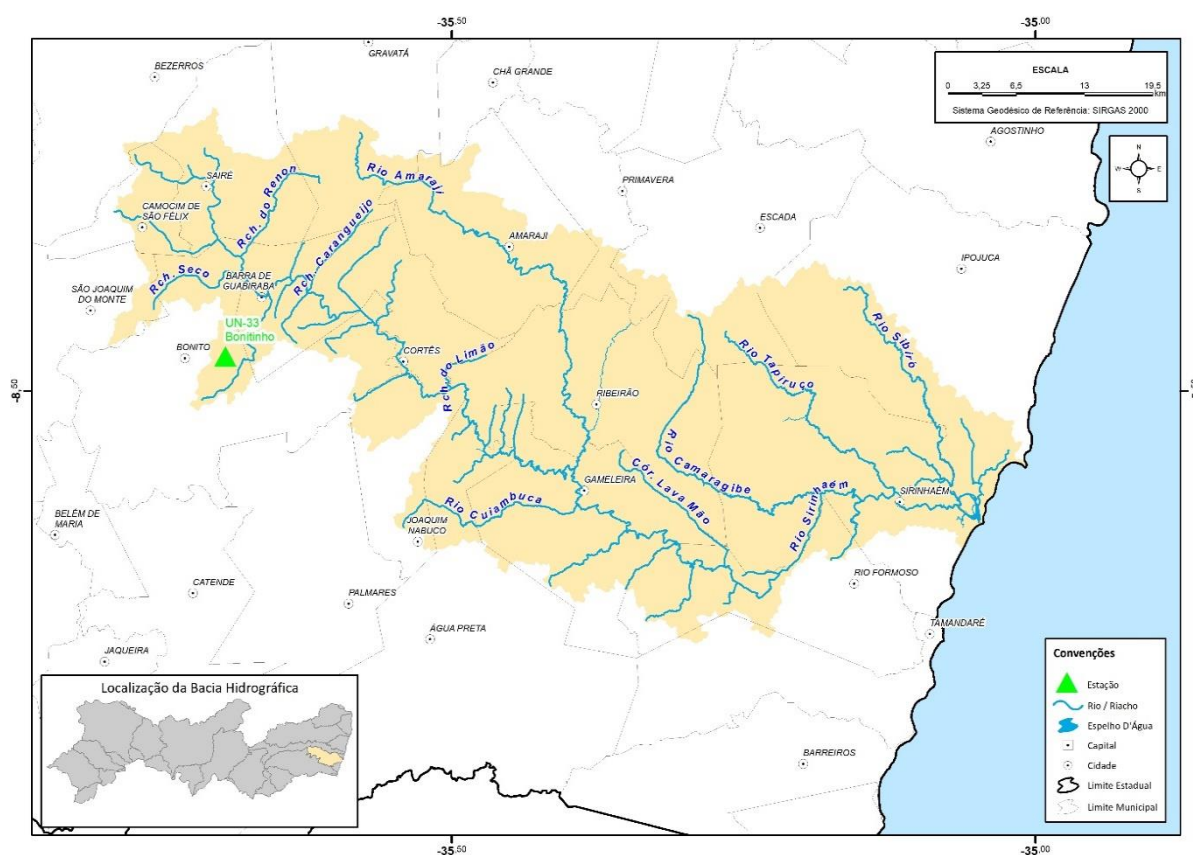 -35,50
-35,00
GRAVATÁ
BEZERROS
CHÃ GRANDE
ESCALA
0 3,25 6,5 13 19,5
km
Sistema Geodésico de Referência: SIRGAS 2000
AGOSTINHO
N
W E
S
Rio Amaraji
SAIRÉ
Rch. do Renon
PRIMAVERA
CAMOCIM DE
SÃO FÉLIX
Rch. Carangueijo
ESCADA
AMARAJI
IPOJUCA
Rch. Seco
BARRA DE
GUABIRABA
SÃO JOAQUIM
DO MONTE
UN-33
Bonitinho
Rio Sibiró
BONITO
CORTÊS
Rch. do Limão
Rio Tapiruço
-8,50
RIBEIRÃO
Rio Camaragibe
Cór. Lava Mão
GAMELEIRA
Rio Sirinhaém
SIRINHAÉM
Rio Cuiambuca
BELÉM DE
MARIA
JOAQUIM
NABUCO
RIO FORMOSO
CATENDE
PALMARES
TAMANDARÉ
ÁGUA PRETA
JAQUEIRA
Localização da Bacia Hidrográfica
BARREIROS
Convenções
Estação
Rio / Riacho
Espelho D'Água
Capital
Cidade
Limite Estadual
Limite Municipal
-35,50
-35,00